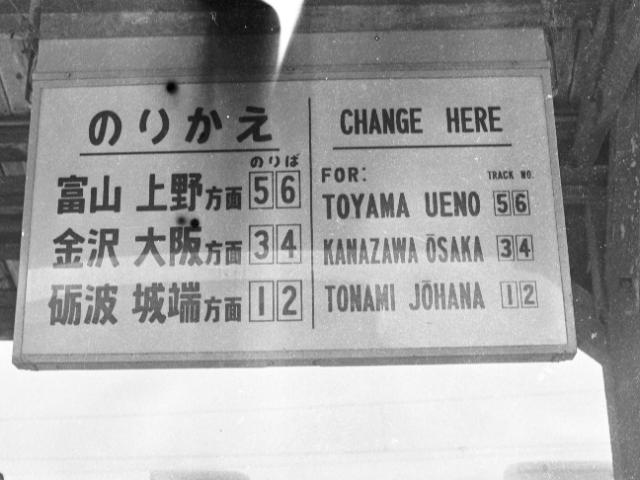 のりかえ
のりば
富山 上野方面 5 6
金沢 大阪方面 3 4
砺波 城端方面 1 2
CHANGE HERE
FOR: TRACK NO.
TOYAMA UENO 5 6
KANAZAWA ŌSAKA 3 4
TONAMI JŌHANA 1 2